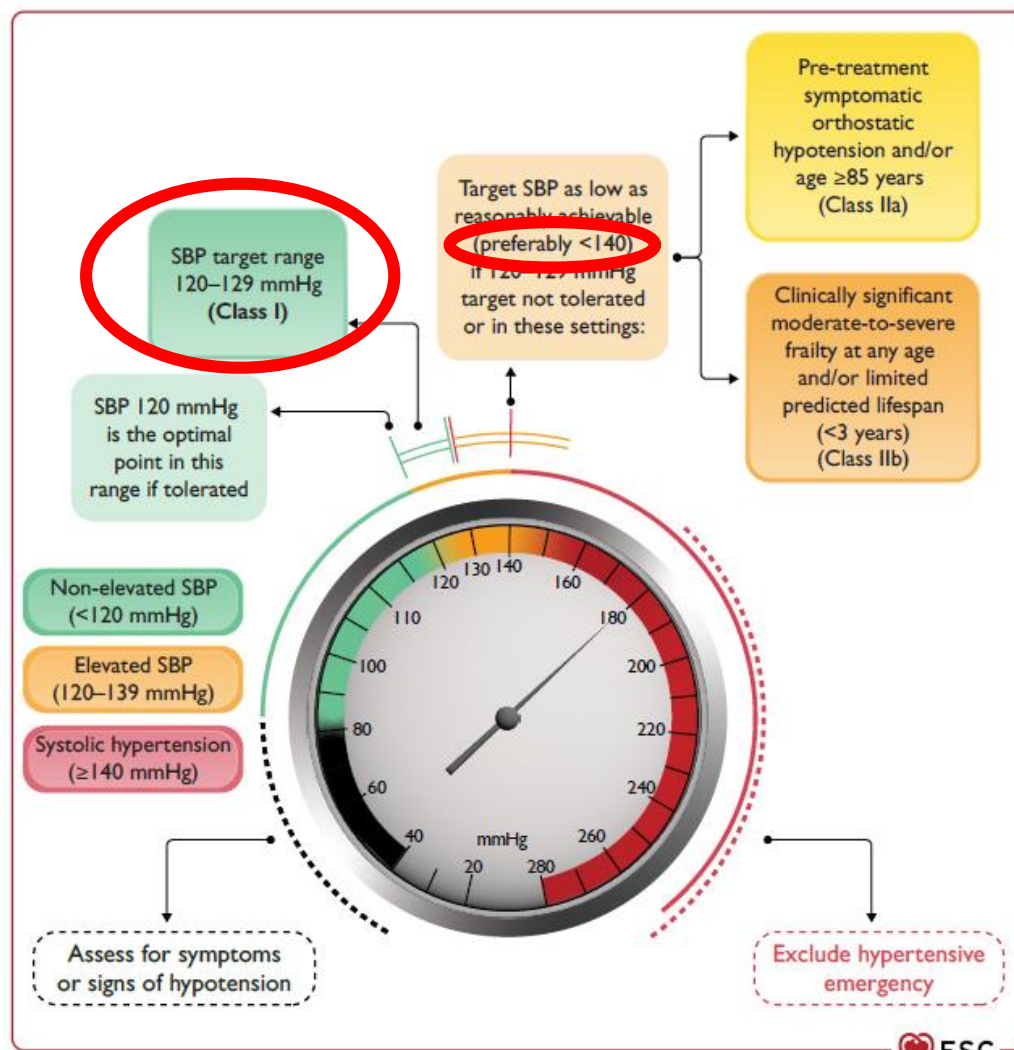 Pre-treatment
symptomatic
orthostatic
hypotension and/or
age ≥85 years
(Class IIa)
Target SBP as low as
reasonably achievable
(preferably <140)
if 120–129 mmHg
target not tolerated
or in these settings:
SBP target range
120–129 mmHg
(Class I)
Clinically significant
moderate-to-severe
frailty at any age
and/or limited
predicted lifespan
(<3 years)
(Class IIb)
SBP 120 mmHg
is the optimal
point in this
range if tolerated
Non-elevated SBP
(<120 mmHg)
Elevated SBP
(120–139 mmHg)
Systolic hypertension
(≥140 mmHg)
20
40
60
80
100
110
120
130
140
160
180
200
220
240
260
280
mmHg
Assess for symptoms
or signs of hypotension
Exclude hypertensive
emergency
ESC